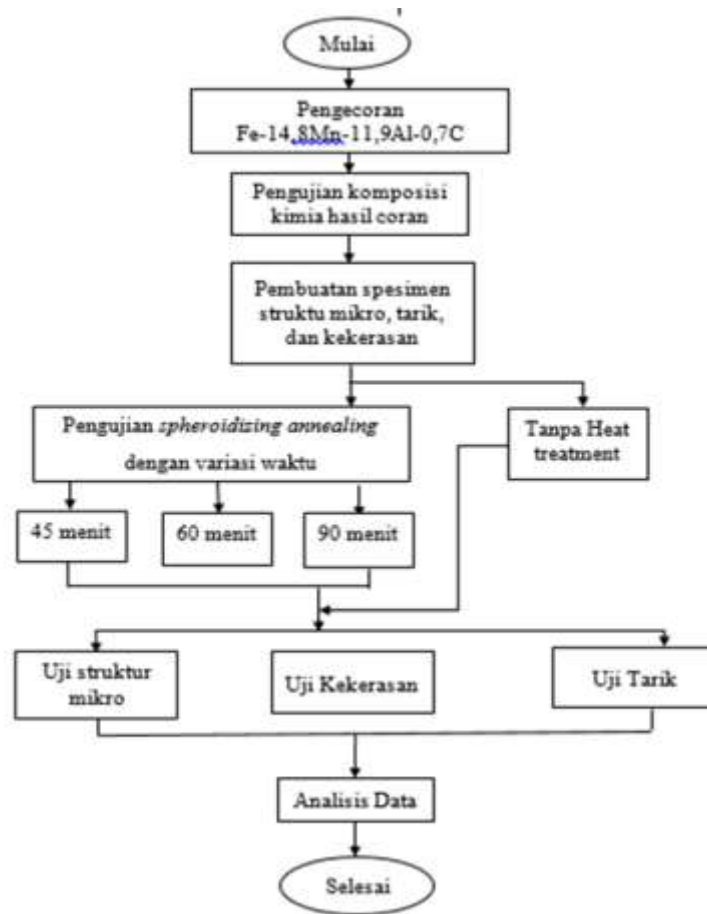 Mulai
Pengecoran
Fe-14,8Mn-11,9Al-0,7C
Pengujian komposisi
kimia hasil coran
Pembuatan spesimen
struktu mikro, tarik,
dan kekerasan
Pengujian spheroidizing annealing
dengan variasi waktu
Tanpa Heat
treatment
45 menit
60 menit
90 menit
Uji struktur
mikro
Uji Kekerasan
Uji Tarik
Analisis Data
Selesai